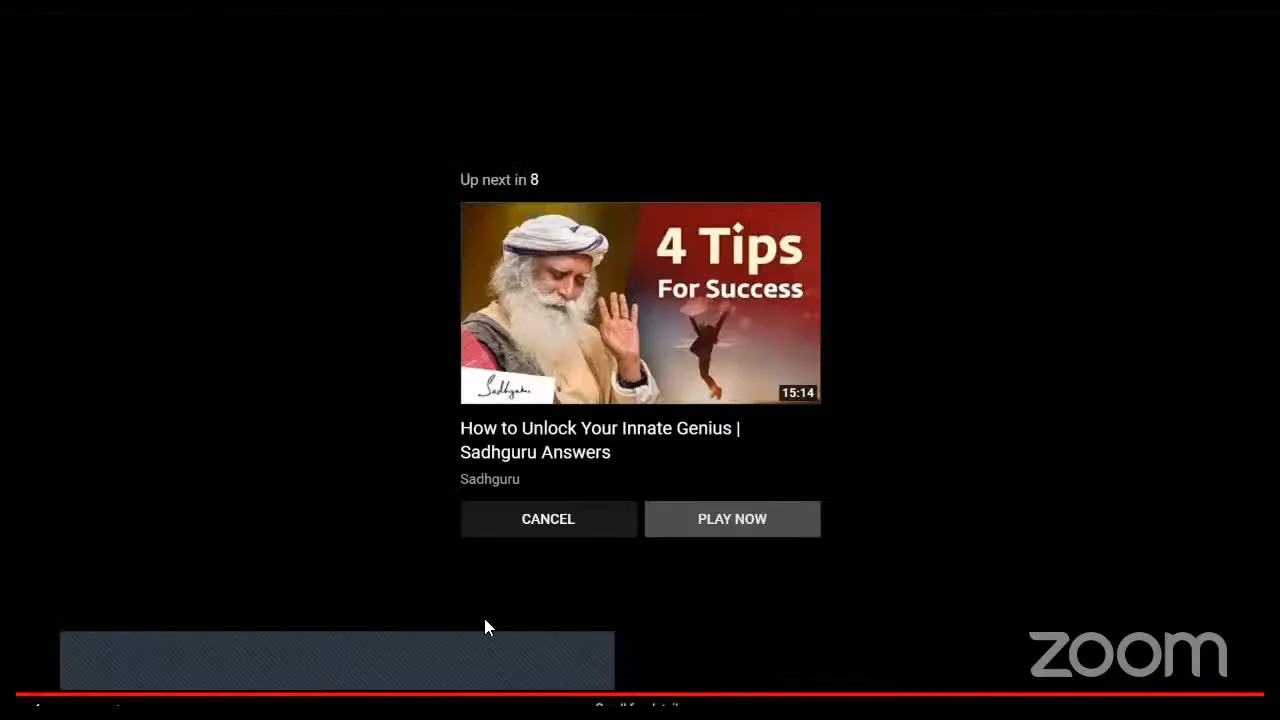 Up next in 8
4 Tips
For Success
Sadhguru
15:14
How to Unlock Your Innate Genius |
Sadhguru Answers
Sadhguru
CANCEL
PLAY NOW
zoom